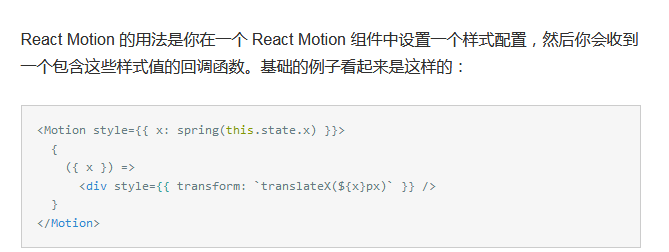 React Motion 的用法是你在一个 React Motion 组件中设置一个样式配置，然后你会收到
一个包含这些样式值的回调函数。基础的例子看起来是这样的：
<Motion style={{ x: spring(this.state.x) }}>
  {
    ({ x }) =>
      <div style={{ transform: `translateX(${x}px)` }} />
  }
</Motion>